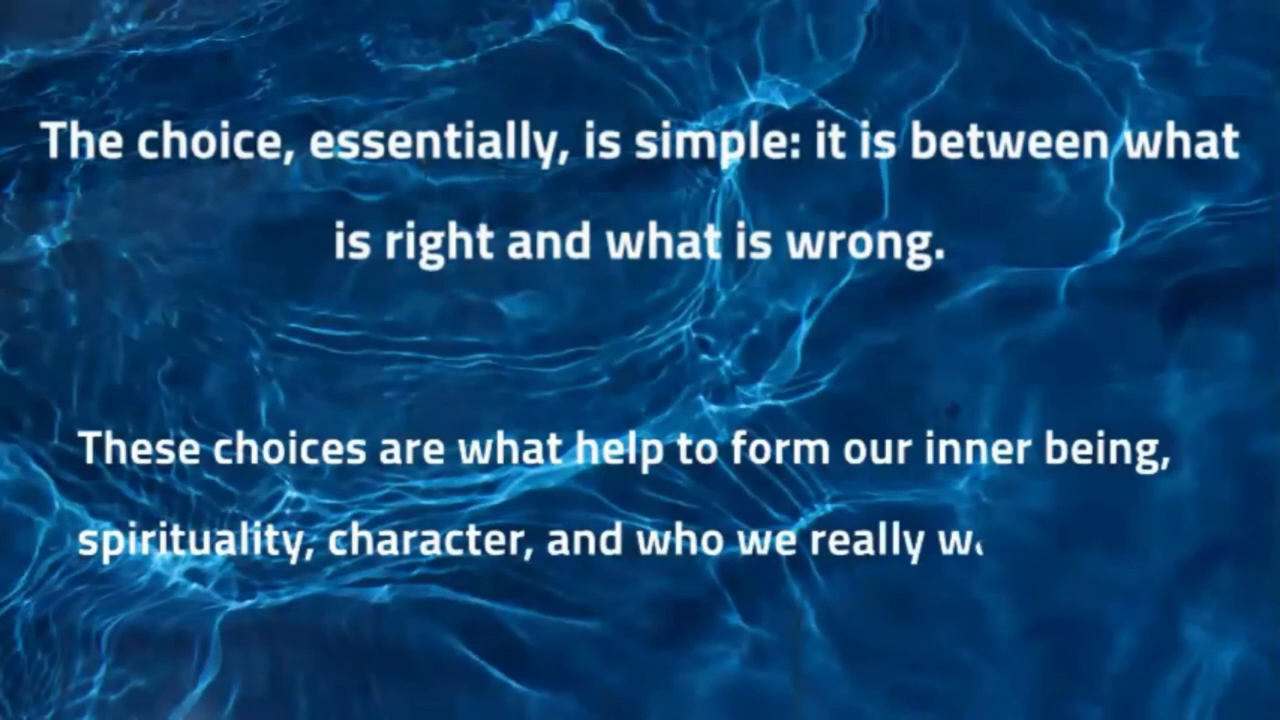 The choice, essentially, is simple: it is between what
is right and what is wrong.
These choices are what help to form our inner being,
spirituality, character, and who we really